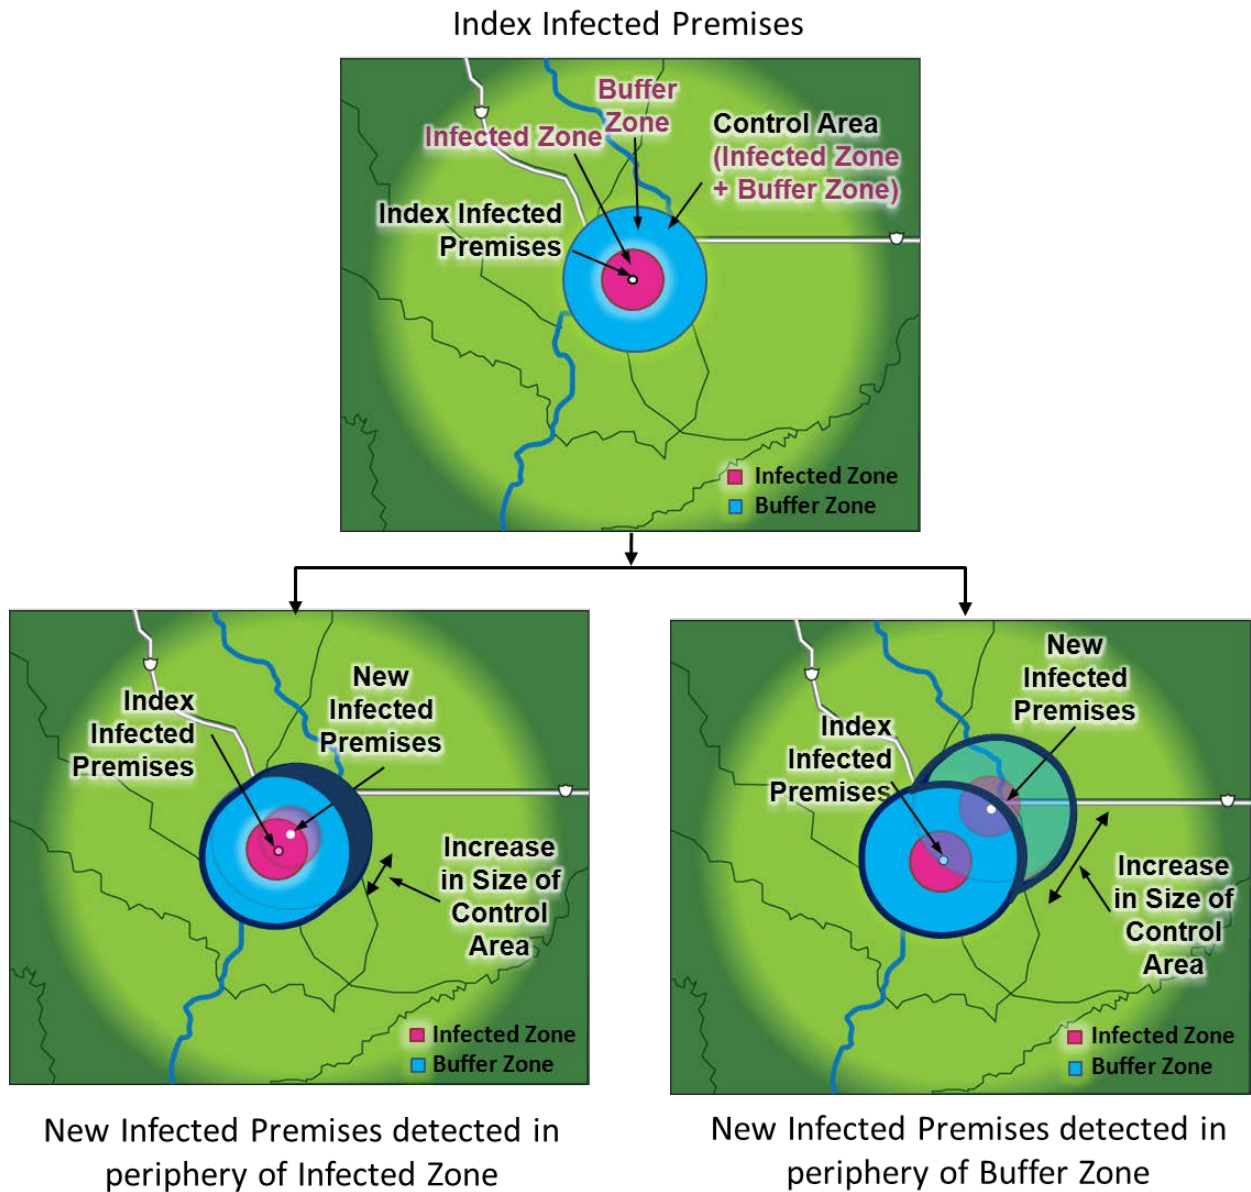 Index Infected Premises
Buffer
Zone
Infected Zone
Control Area
(Infected Zone
+ Buffer Zone)
Index Infected
Premises
Infected Zone
Buffer Zone
Index
Infected
Premises
New
Infected
Premises
Increase
in Size of
Control
Area
Infected Zone
Buffer Zone
New Infected Premises detected in
periphery of Infected Zone
New
Infected
Premises
Index
Infected
Premises
Increase
in Size of
Control
Area
Infected Zone
Buffer Zone
New Infected Premises detected in
periphery of Buffer Zone